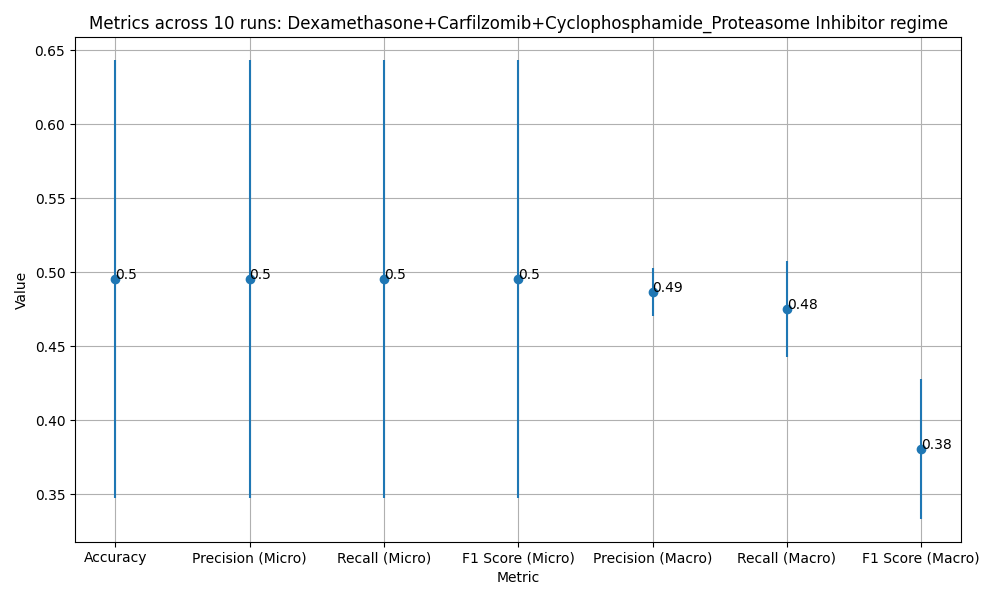 Metrics across 10 runs: Dexamethasone+Carfilzomib+Cyclophosphamide_Proteasome Inhibitor regime
0.65
0.60
0.55
0.50
0.45
0.40
0.35
Value
0.5
0.5
0.5
0.5
0.49
0.48
0.38
Accuracy
Precision (Micro)
Recall (Micro)
F1 Score (Micro)
Precision (Macro)
Recall (Macro)
F1 Score (Macro)
Metric